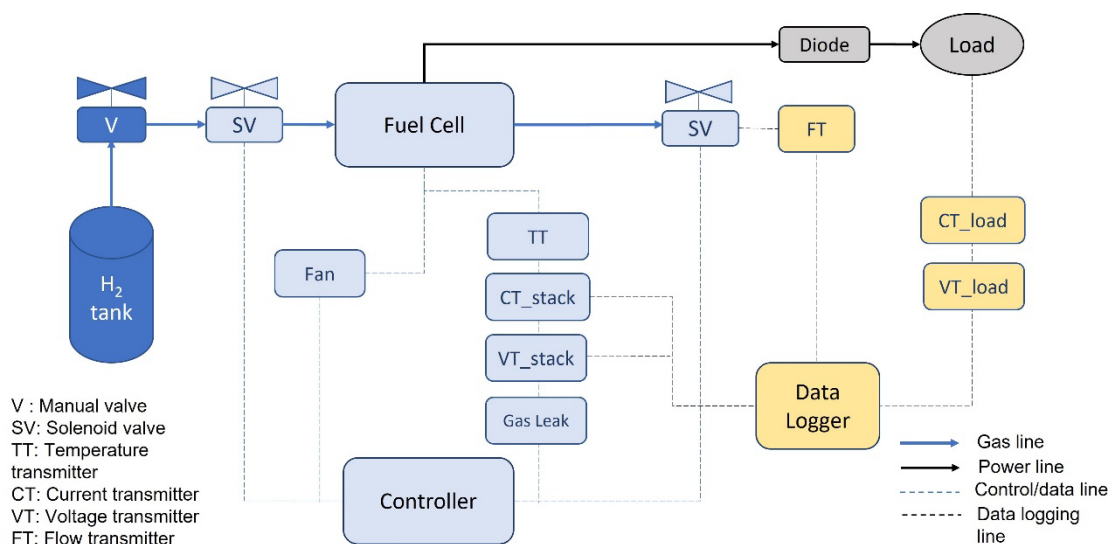 Diode
Load
V
SV
Fuel Cell
SV
FT
H₂
tank
Fan
TT
CT_stack
VT_stack
Gas Leak
CT_load
VT_load
Data
Logger
Controller
V : Manual valve
SV: Solenoid valve
TT: Temperature
transmitter
CT: Current transmitter
VT: Voltage transmitter
FT: Flow transmitter
Gas line
Power line
Control/data line
Data logging
line